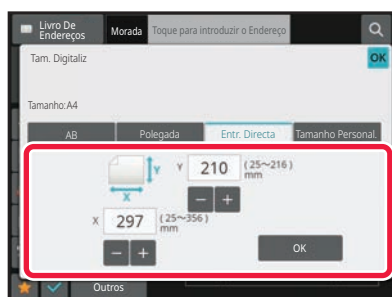 Livro De
Endereços
Morada
Toque para introduzir o Endereço
Tam. Digitaliz
OK
Tamanho:A4
AB
Polegada
Entr. Directa
Tamanho Personal.
Y
X
Y 210 (25~216)
mm
− +
X 297 (25~356)
mm
− +
OK
Outros